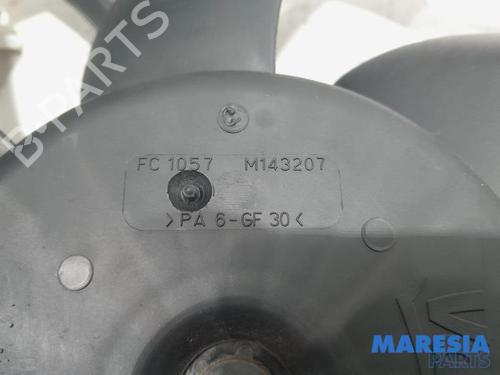 B-PARTS
FC 1057 M143207
>PA 6-GF 30<
MARESIA
PARTS